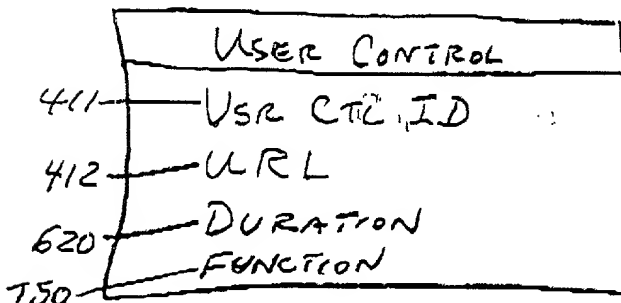 USER CONTROL
411 USR CTL ID
412 URL
620 DURATION
750 FUNCTION